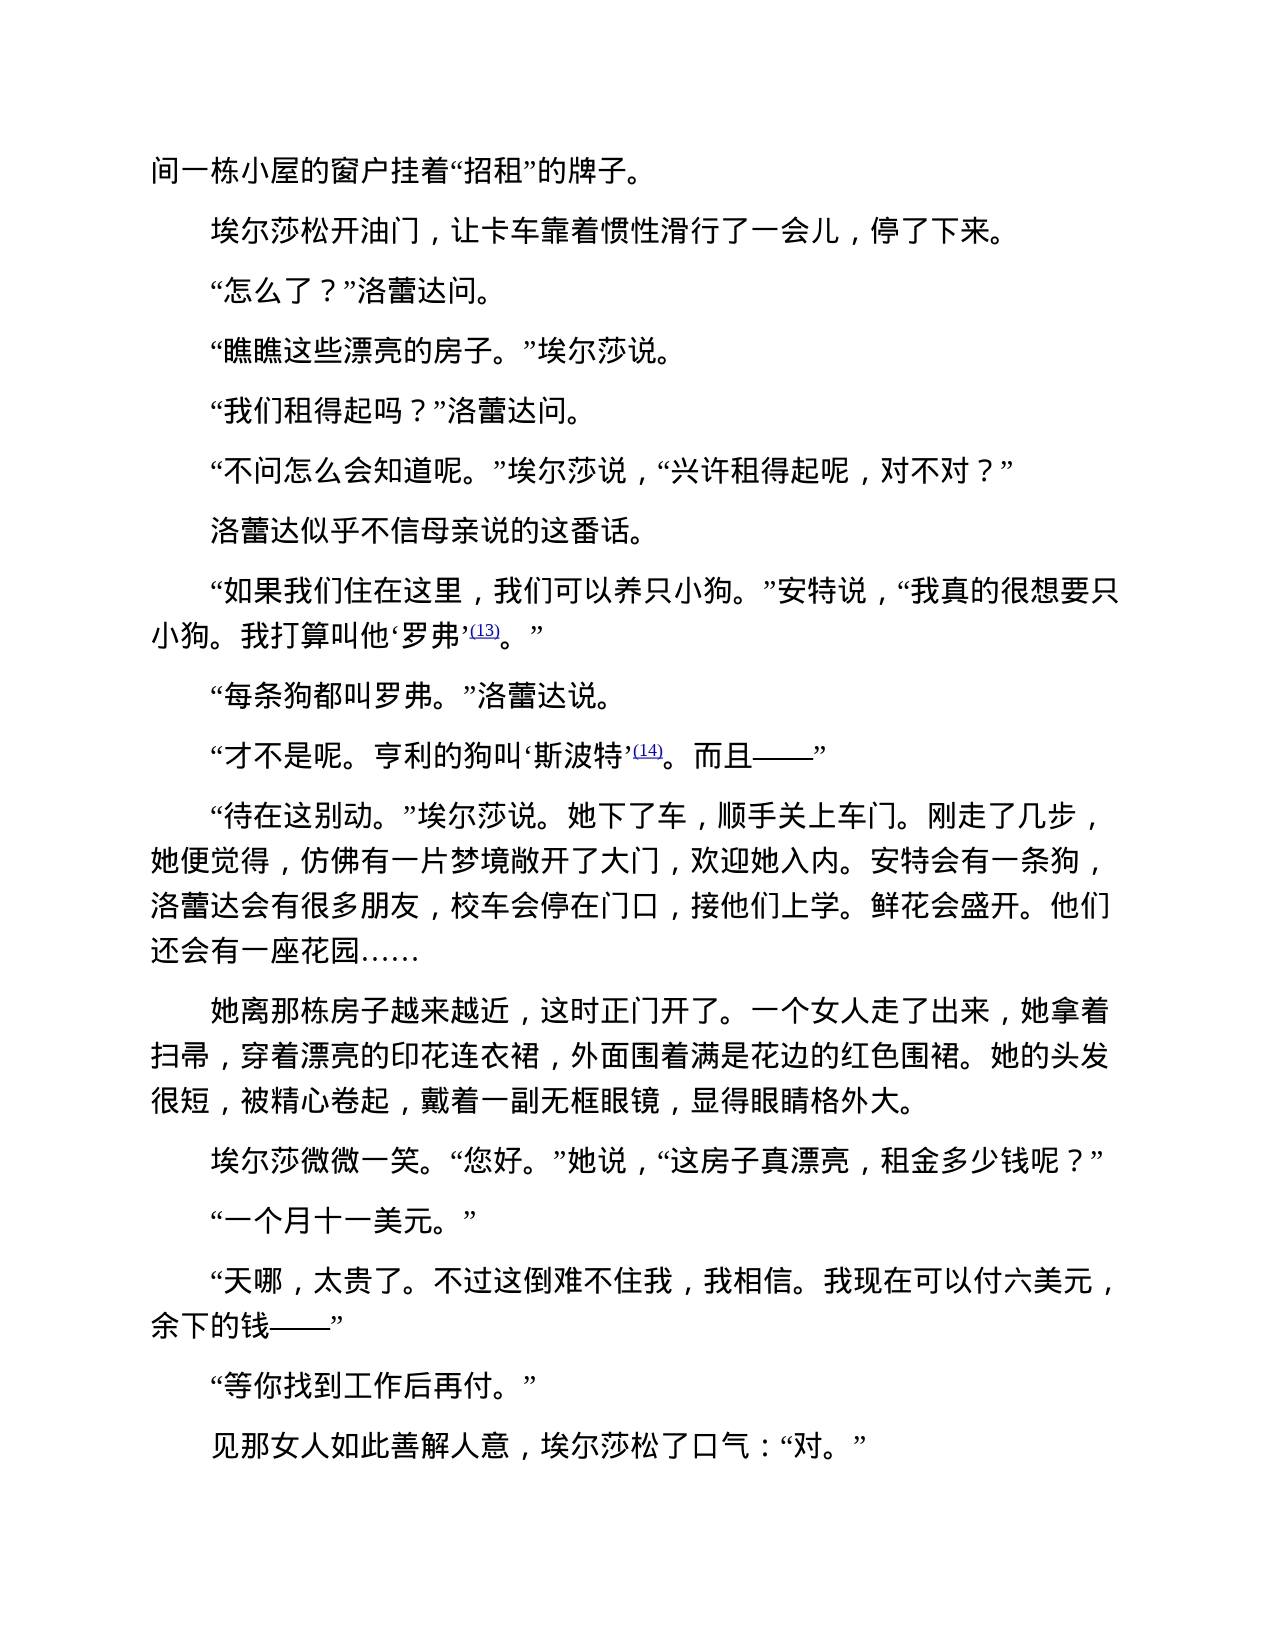 间一栋小屋的窗户挂着“招租”的牌子。
埃尔莎松开油门，让卡车靠着惯性滑行了一会儿，停了下来。
“怎么了？”洛蕾达问。
“瞧瞧这些漂亮的房子。”埃尔莎说。
“我们租得起吗？”洛蕾达问。
“不问怎么会知道呢。”埃尔莎说，“兴许租得起呢，对不对？”
洛蕾达似乎不信母亲说的这番话。
“如果我们住在这里，我们可以养只小狗。”安特说，“我真的很想要只
小狗。我打算叫他‘罗弗’(13)。”
“每条狗都叫罗弗。”洛蕾达说。
“才不是呢。亨利的狗叫‘斯波特’(14)。而且——”
“待在这别动。”埃尔莎说。她下了车，顺手关上车门。刚走了几步，
她便觉得，仿佛有一片梦境敞开了大门，欢迎她入内。安特会有一条狗，
洛蕾达会有很多朋友，校车会停在门口，接他们上学。鲜花会盛开。他们
还会有一座花园……
她离那栋房子越来越近，这时正门开了。一个女人走了出来，她拿着
扫帚，穿着漂亮的印花连衣裙，外面围着满是花边的红色围裙。她的头发
很短，被精心卷起，戴着一副无框眼镜，显得眼睛格外大。
埃尔莎微微一笑。“您好。”她说，“这房子真漂亮，租金多少钱呢？”
“一个月十一美元。”
“天哪，太贵了。不过这倒难不住我，我相信。我现在可以付六美元，
余下的钱——”
“等你找到工作后再付。”
见那女人如此善解人意，埃尔莎松了口气：“对。”